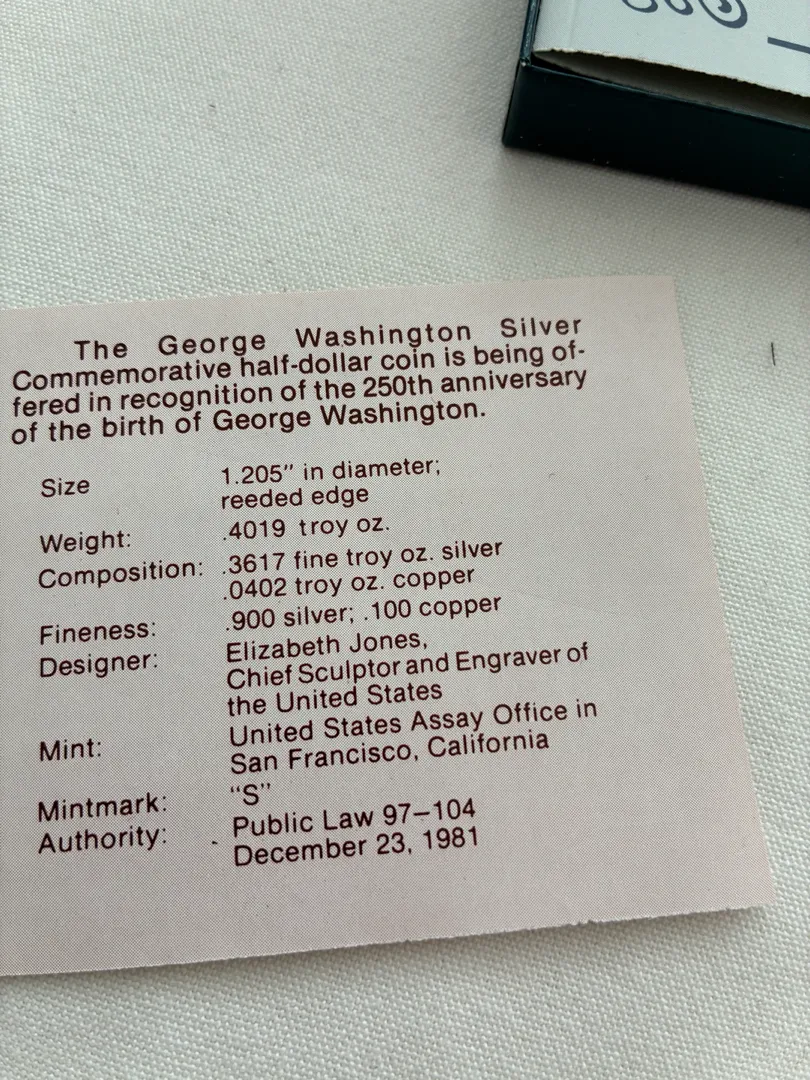 The George Washington Silver
Commemorative half-dollar coin is being of-
fered in recognition of the 250th anniversary
of the birth of George Washington.
Size 1.205" in diameter;
reeded edge
Weight: .4019 troy oz.
Composition: .3617 fine troy oz. silver
.0402 troy oz. copper
Fineness: .900 silver; .100 copper
Designer: Elizabeth Jones,
Chief Sculptor and Engraver of
the United States
Mint: United States Assay Office in
San Francisco, California
Mintmark: "S"
Authority: Public Law 97–104
December 23, 1981